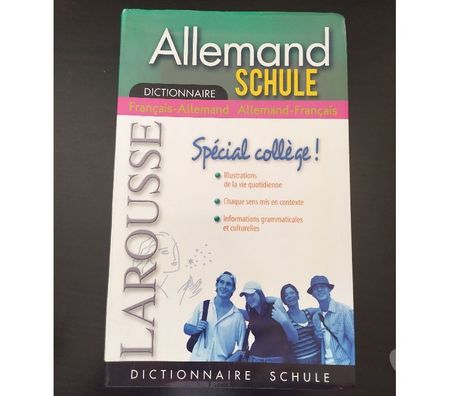 Allemand
SCHULE
DICTIONNAIRE
Français-Allemand Allemand-Français
LAROUSSE
Spécial collège !
Illustrations
de la vie quotidienne
Chaque sens mis en contexte
Informations grammaticales
et culturelles
DICTIONNAIRE SCHULE